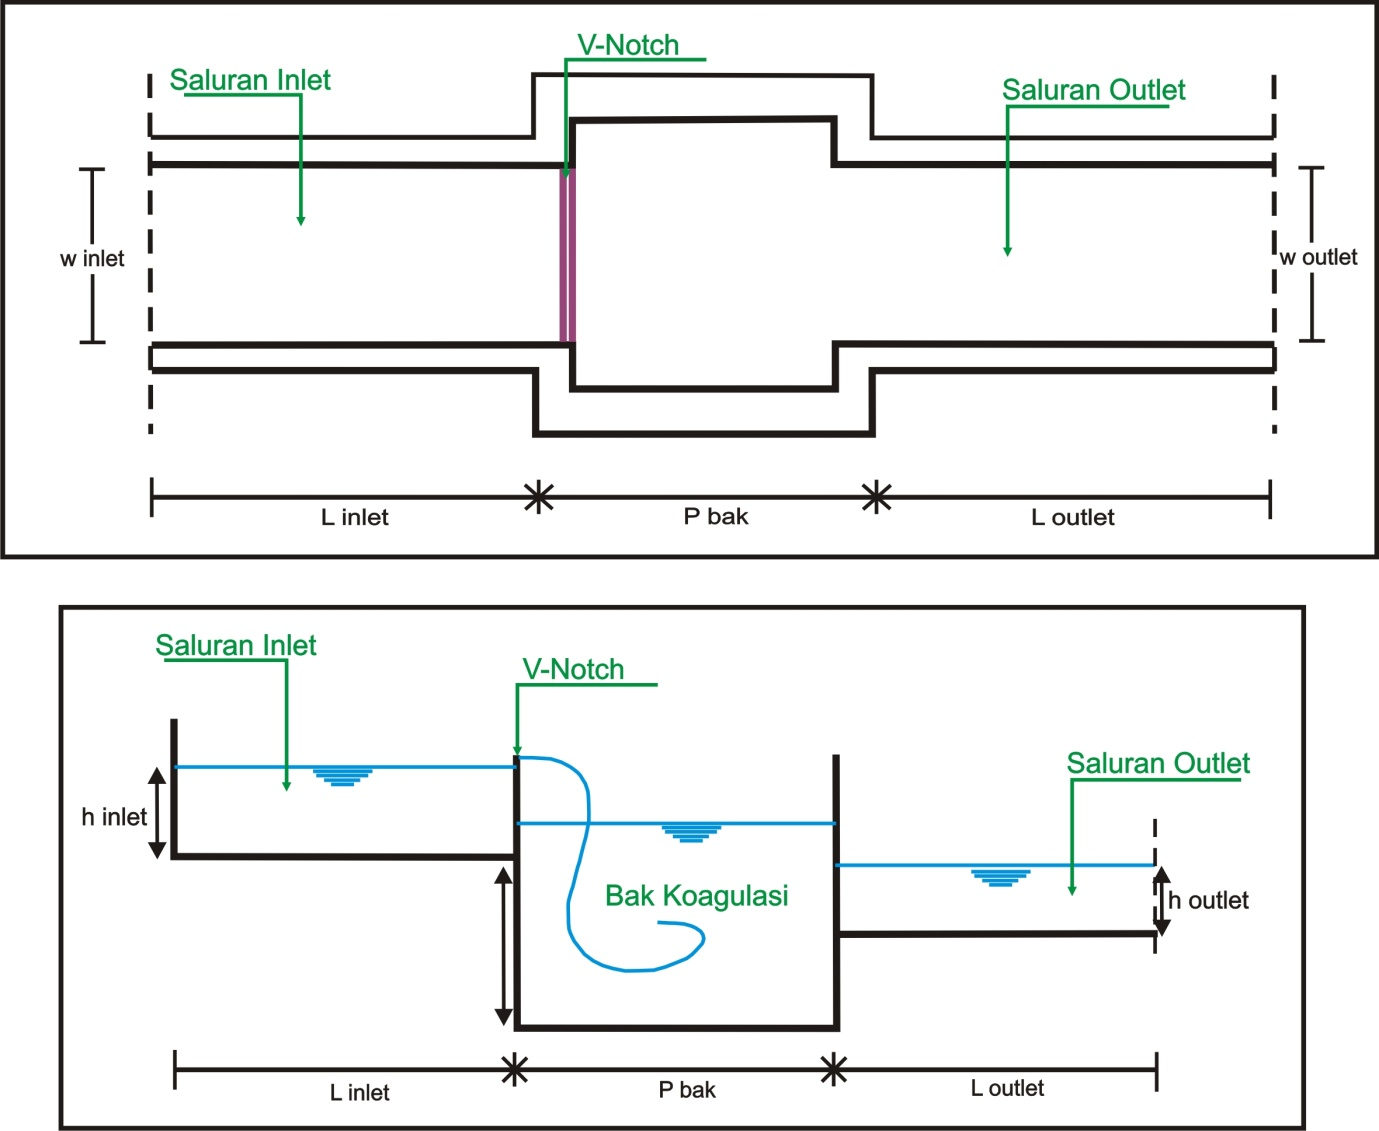 V-Notch
Saluran Inlet
Saluran Outlet
w inlet
w outlet
L inlet
P bak
L outlet
Saluran Inlet
V-Notch
Saluran Outlet
h inlet
Bak Koagulasi
h outlet
L inlet
P bak
L outlet